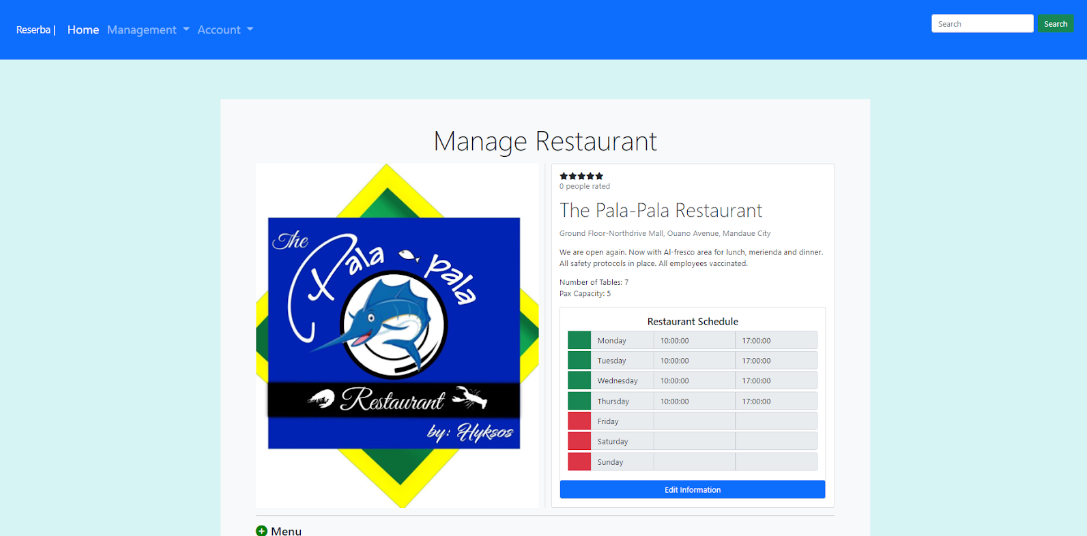 Reserba | Home Management Account Search Search
Manage Restaurant
The
Pala-pala
Restaurant
by: Hyksos
0 people rated
The Pala-Pala Restaurant
Ground Floor-Northdrive Mall, Ouano Avenue, Mandaue City
We are open again. Now with Al-fresco area for lunch, merienda and dinner.
All safety protocols in place. All employees vaccinated.
Number of Tables: 7
Pax Capacity: 5
Restaurant Schedule
Monday 10:00:00 17:00:00
Tuesday 10:00:00 17:00:00
Wednesday 10:00:00 17:00:00
Thursday 10:00:00 17:00:00
Friday
Saturday
Sunday
Edit Information
Menu